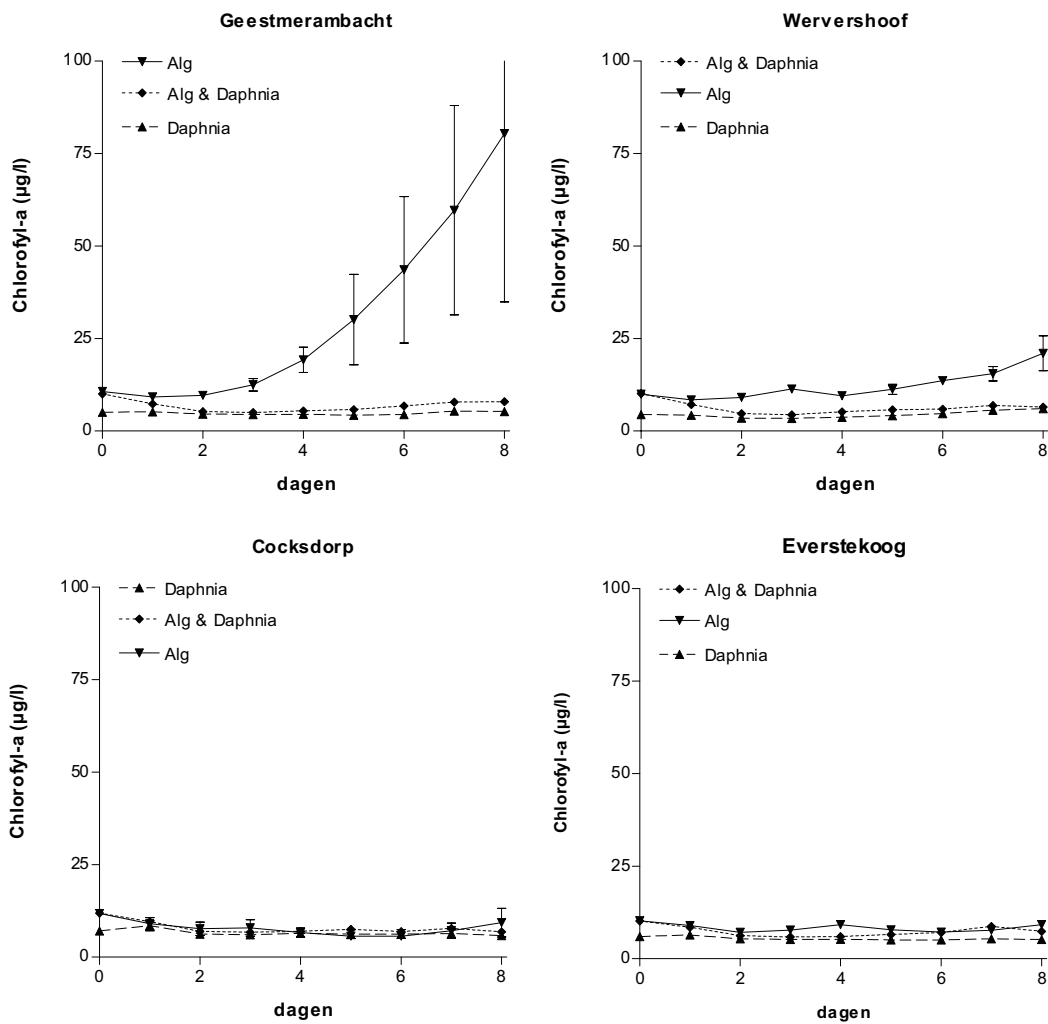 Geestmerambacht
Chlorofyl-a (µg/l)
100
75
50
25
0
Alg
Alg & Daphnia
Daphnia
0 2 4 6 8
dagen
Wervershoof
Chlorofyl-a (µg/l)
100
75
50
25
0
Alg & Daphnia
Alg
Daphnia
0 2 4 6 8
dagen
Cocksdorp
Chlorofyl-a (µg/l)
100
75
50
25
0
Daphnia
Alg & Daphnia
Alg
0 2 4 6 8
dagen
Everstekoog
Chlorofyl-a (µg/l)
100
75
50
25
0
Alg & Daphnia
Alg
Daphnia
0 2 4 6 8
dagen